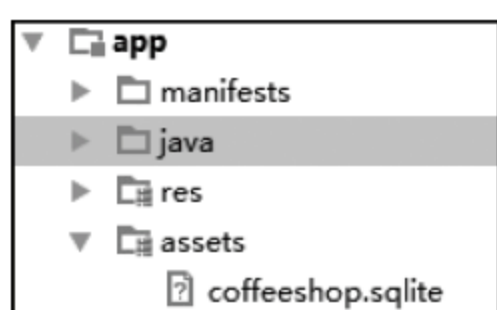 app
manifests
java
res
assets
coffeeshop.sqlite